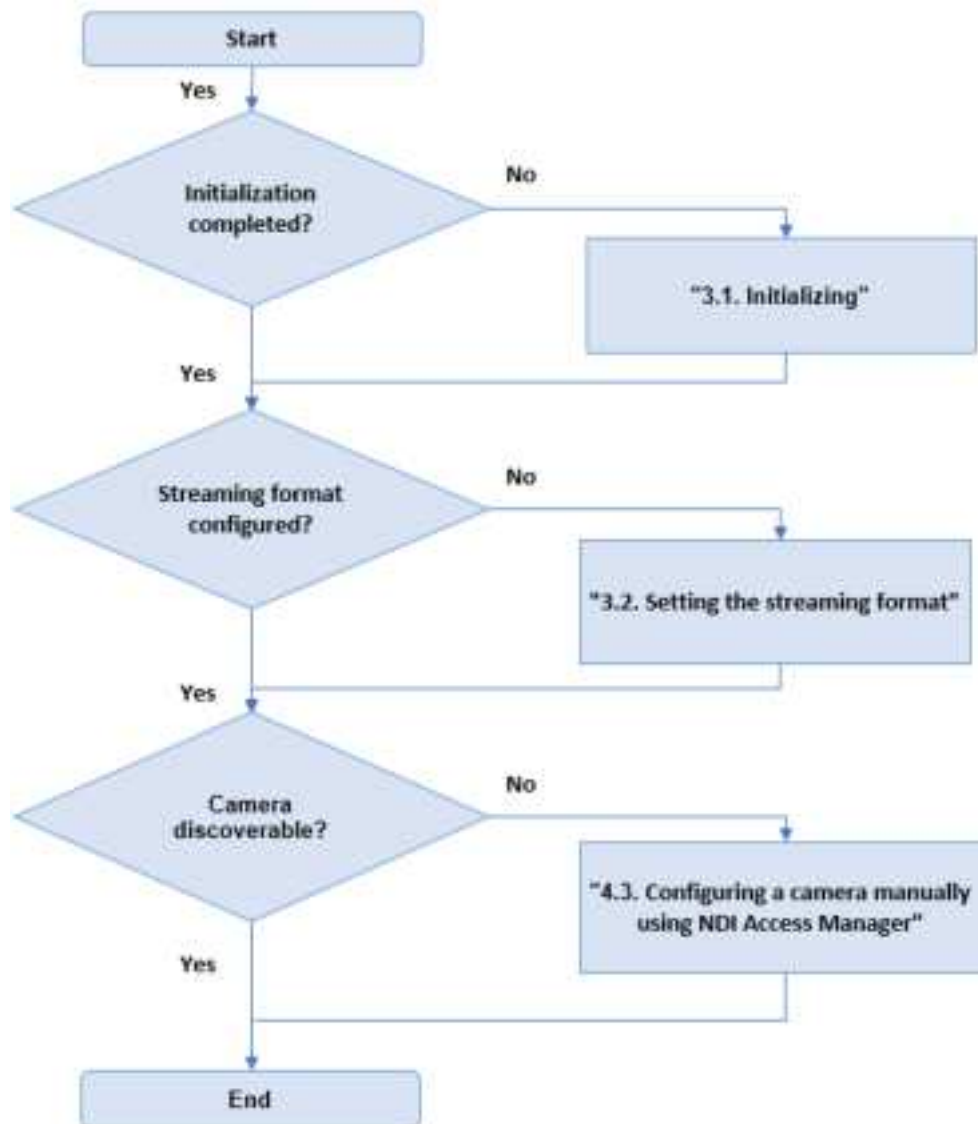 Start
Yes
Initialization
completed?
No
"3.1. Initializing"
Yes
Streaming format
configured?
No
"3.2. Setting the streaming format"
Yes
Camera
discoverable?
No
"4.3. Configuring a camera manually
using NDI Access Manager"
Yes
End